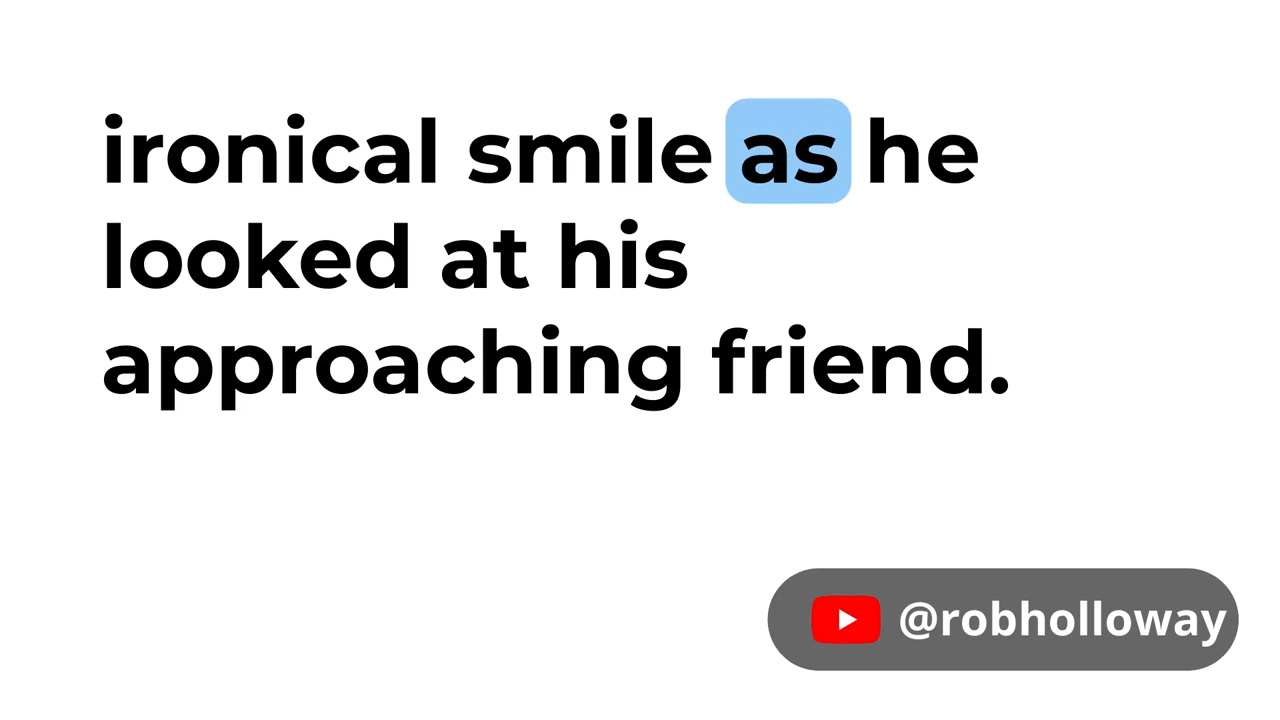 ironical smile as he
looked at his
approaching friend.
@robholloway